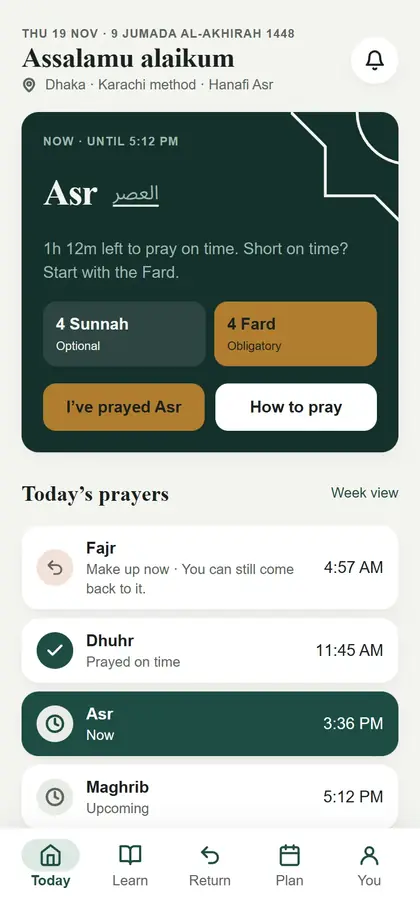 THU 19 NOV · 9 JUMADA AL-AKHIRAH 1448
Assalamu alaikum
Dhaka · Karachi method · Hanafi Asr
NOW · UNTIL 5:12 PM
Asr العصر
1h 12m left to pray on time. Short on time?
Start with the Fard.
4 Sunnah
Optional
4 Fard
Obligatory
I’ve prayed Asr
How to pray
Today’s prayers
Week view
Fajr
Make up now · You can still come
back to it.
4:57 AM
Dhuhr
Prayed on time
11:45 AM
Asr
Now
3:36 PM
Maghrib
Upcoming
5:12 PM
Today
Learn
Return
Plan
You